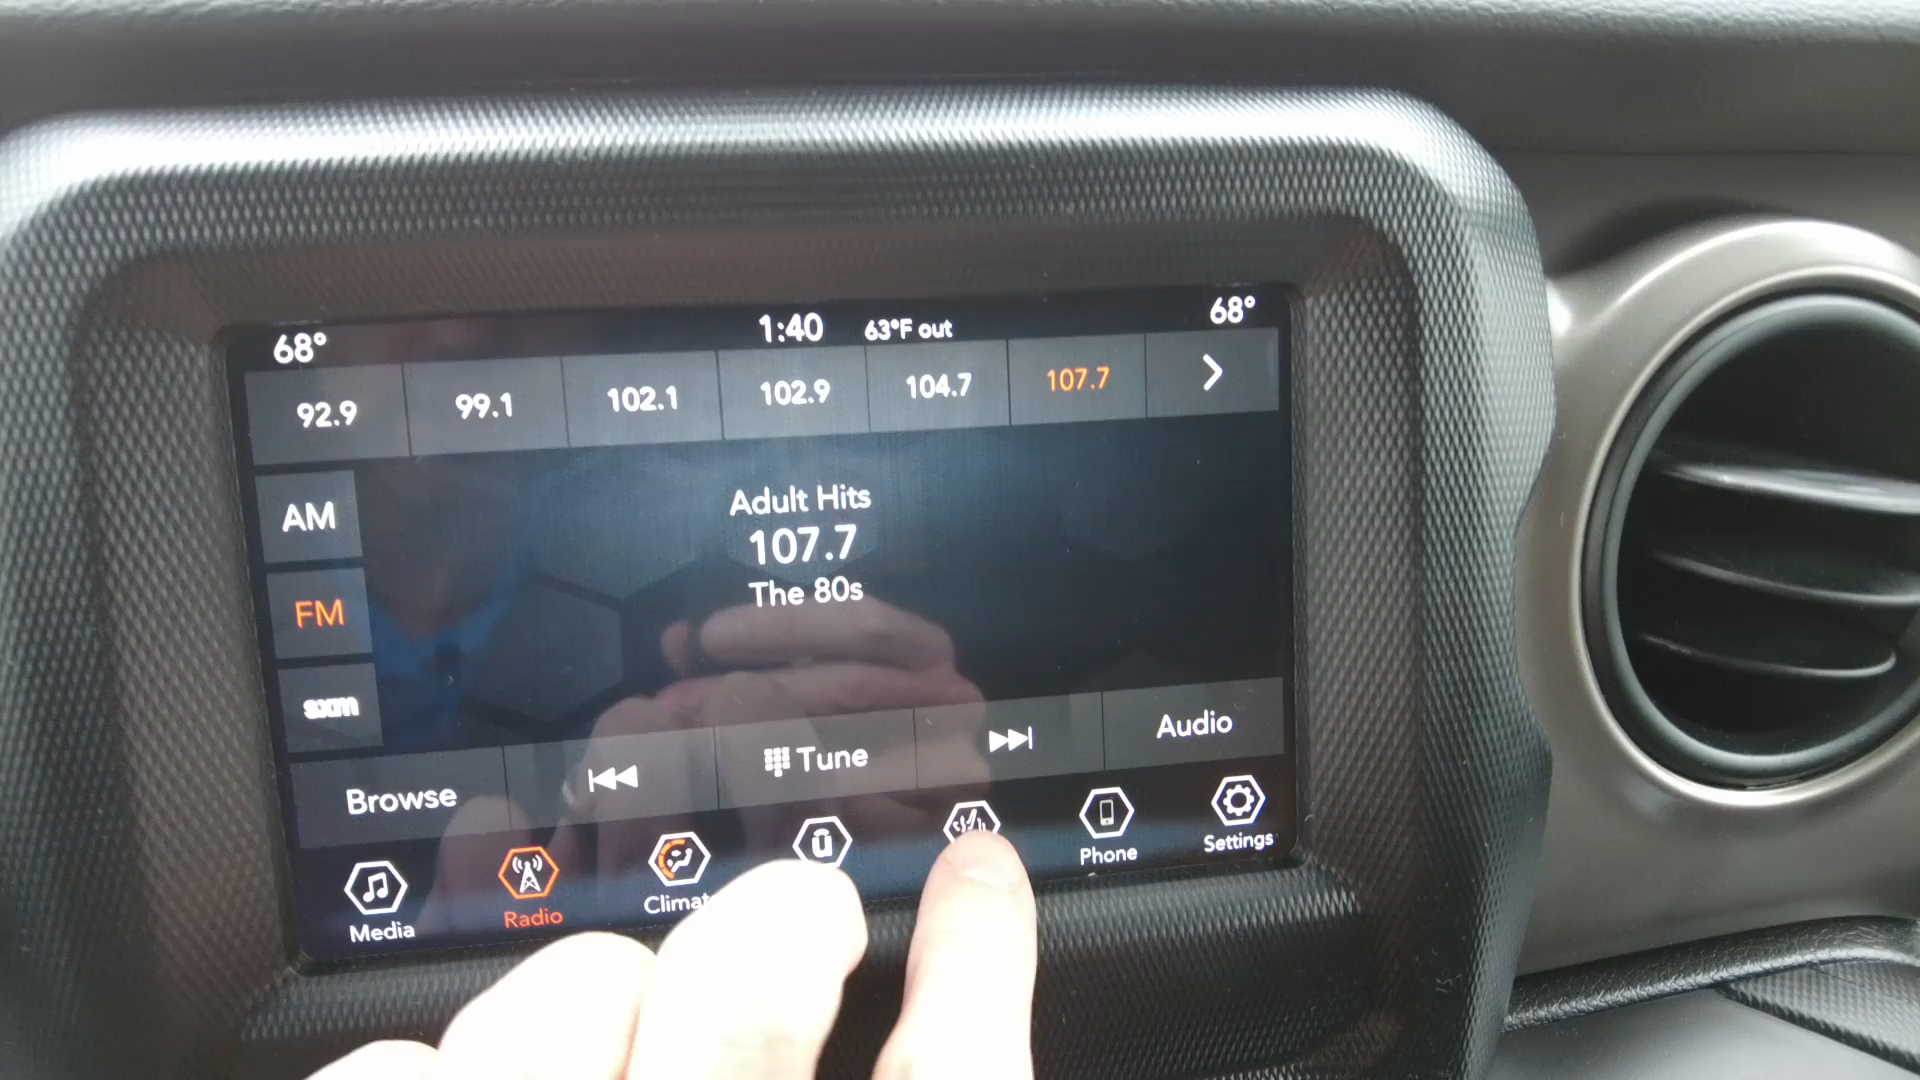 68° 1:40 63°F out 68°
92.9 99.1 102.1 102.9 104.7 107.7
AM
Adult Hits
107.7
The 80s
FM
sxm
Browse Tune Audio
Media Radio Climat Phone Settings